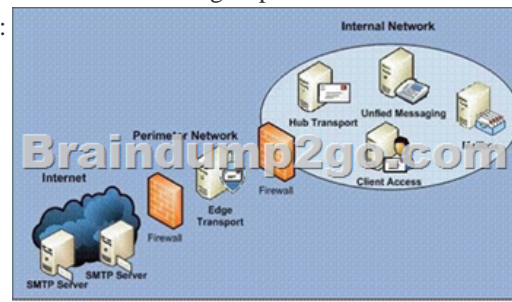 :
Internal Network
Hub Transport
Unfied Messaging
Client Access
Perimeter Network
Braindump2go.com
Internet
Firewall
Edge
Transport
Firewall
SMTP Server
SMTP Server